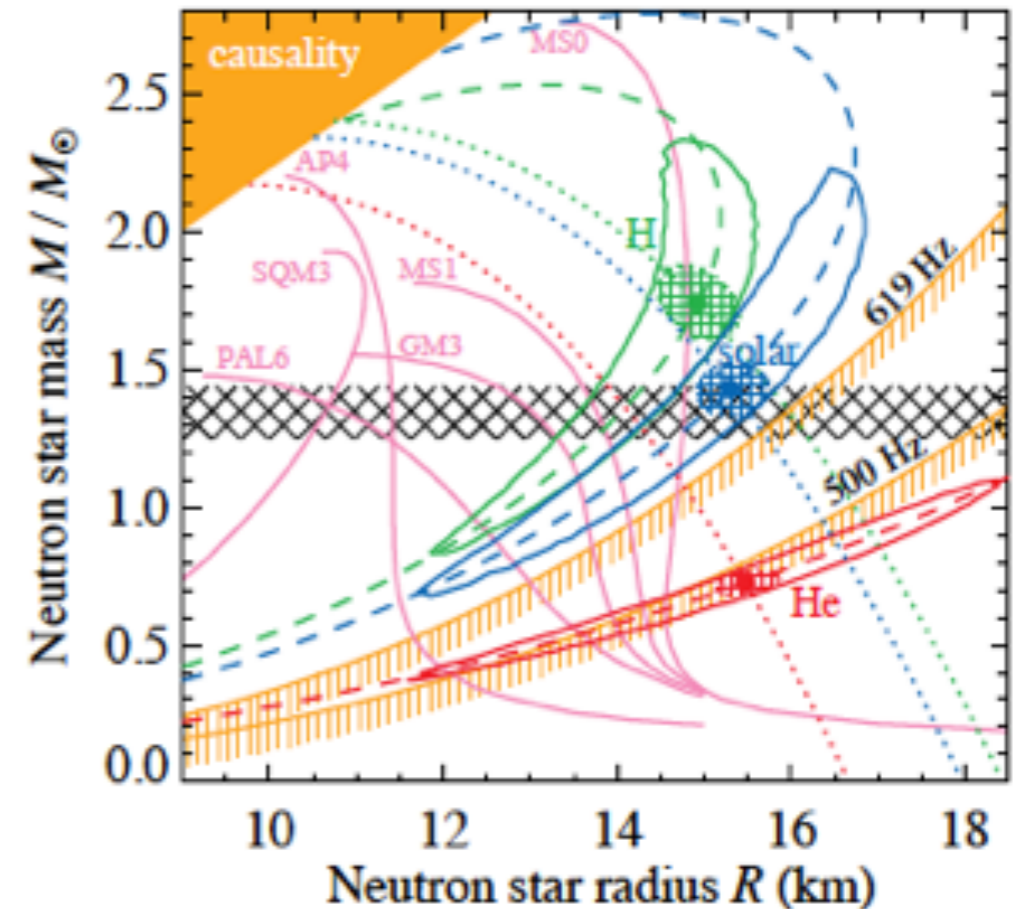 causality
MS0
AP4
H
SQM3
MS1
619 Hz
PAL6
GM3
solar
500 Hz
He
2.5
2.0
1.5
1.0
0.5
0.0
Neutron star mass M / M☉
10 12 14 16 18
Neutron star radius R (km)